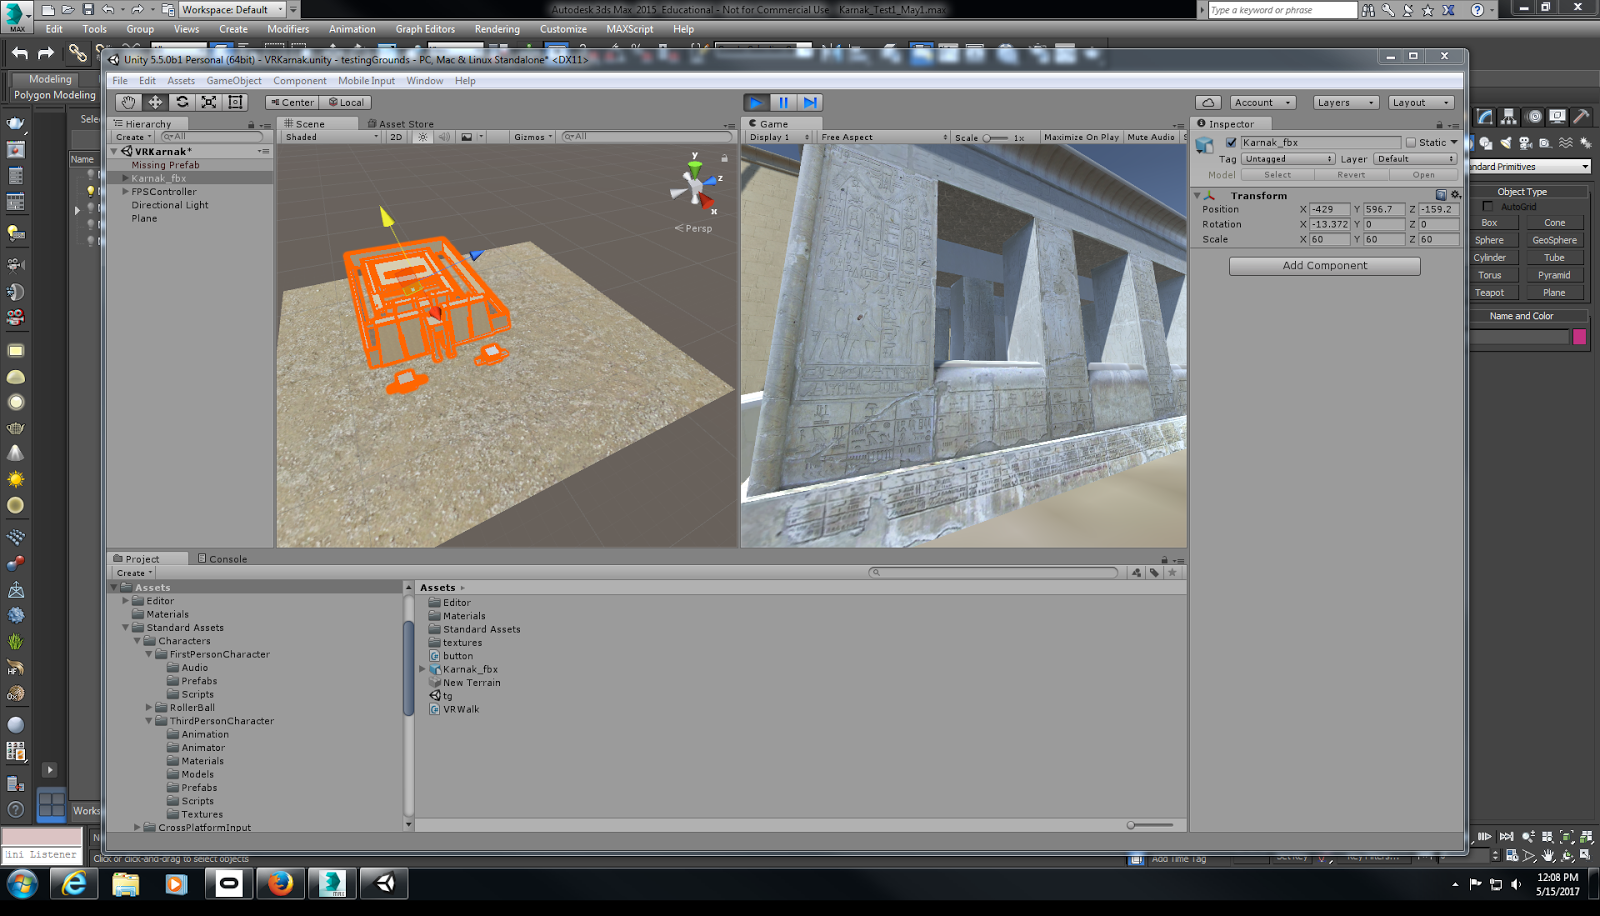 Workspace: Default
Autodesk 3ds Max 2015 Educational - Not for Commercial Use Karnak_Test1_May1.max
Type a keyword or phrase
MAX
Edit Tools Group Views Create Modifiers Animation Graph Editors Rendering Customize MAXScript Help
Modeling
Polygon Modeling
Unity 5.5.0b1 Personal (64bit) - VRKarnak.unity - testingGrounds - PC, Mac & Linux Standalone* <DX11>
File Edit Assets GameObject Component Mobile Input Window Help
Center Local
Account Layers Layout
Hierarchy
Create All
VRKarnak*
Missing Prefab
Karnak_fbx
FPSController
Directional Light
Plane
Scene Asset Store
Shaded 2D Gizmos All
y
z
x
Persp
Game
Display 1 Free Aspect Scale 1x Maximize On Play Mute Audio S
Inspector
Karnak_fbx Static
Tag Untagged Layer Default
Model Select Revert Open
Transform
Position X -429 Y 596.7 Z -159.2
Rotation X -13.372 Y 0 Z 0
Scale X 60 Y 60 Z 60
Add Component
Project Console
Create
Assets
Editor
Materials
Standard Assets
Characters
FirstPersonCharacter
Audio
Prefabs
Scripts
RollerBall
ThirdPersonCharacter
Animation
Animator
Materials
Models
Prefabs
Scripts
Textures
CrossPlatformInput
Assets
Editor
Materials
Standard Assets
textures
button
Karnak_fbx
New Terrain
tg
VRWalk
Sele
Name
Works
ndard Primitives
Object Type
AutoGrid
Box Cone
Sphere GeoSphere
Cylinder Tube
Torus Pyramid
Teapot Plane
Name and Color
ini Listener
Click or click-and-drag to select objects
Add Time Tag
Set Key
Key Filters...
12:08 PM
5/15/2017